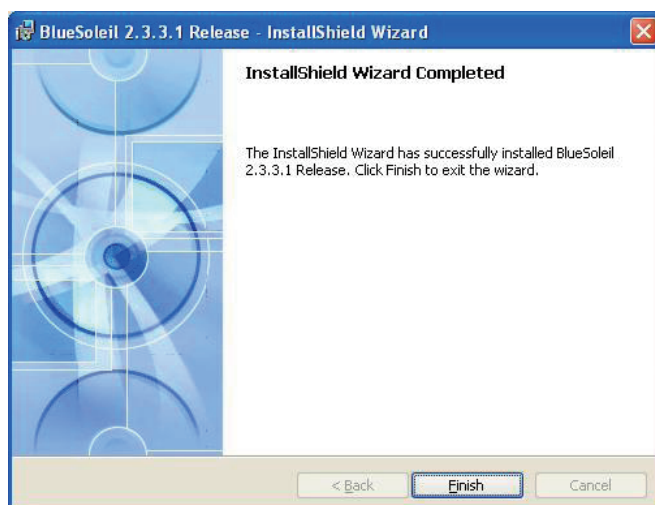 BlueSoleil 2.3.3.1 Release - InstallShield Wizard
InstallShield Wizard Completed
The InstallShield Wizard has successfully installed BlueSoleil
2.3.3.1 Release. Click Finish to exit the wizard.
< Back
Finish
Cancel